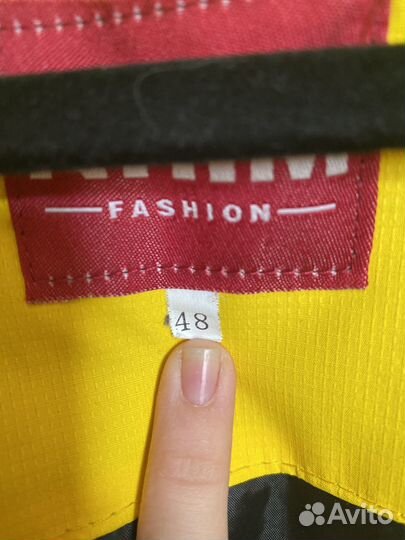 — FASHION —
48
Avito